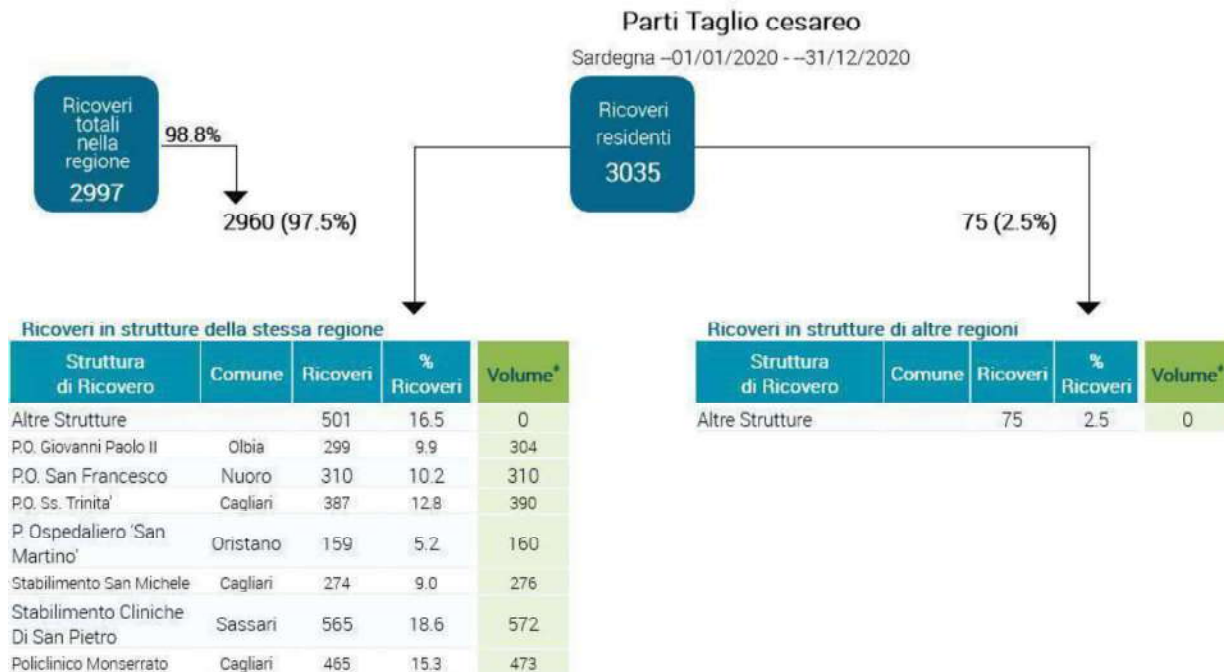 Parti Taglio cesareo
Sardegna --01/01/2020 - --31/12/2020
Ricoveri
totali
nella
regione
2997
98.8%
2960 (97.5%)
Ricoveri
residenti
3035
75 (2.5%)
Ricoveri in strutture della stessa regione
Struttura di Ricovero Comune Ricoveri % Ricoveri Volume*
Altre Strutture 501 16.5 0
P.O. Giovanni Paolo II Olbia 299 9.9 304
P.O. San Francesco Nuoro 310 10.2 310
P.O. Ss. Trinita' Cagliari 387 12.8 390
P. Ospedaliero 'San
Martino' Oristano 159 5.2 160
Stabilimento San Michele Cagliari 274 9.0 276
Stabilimento Cliniche
Di San Pietro Sassari 565 18.6 572
Policlinico Monserrato Cagliari 465 15.3 473
Ricoveri in strutture di altre regioni
Struttura di Ricovero Comune Ricoveri % Ricoveri Volume*
Altre Strutture 75 2.5 0